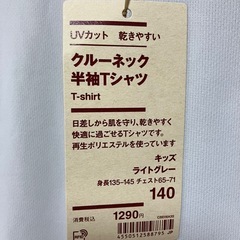 UVカット 乾きやすい
クルーネック
半袖Tシャツ
T-shirt
日差しから肌を守り、乾きやすく
快適に過ごせるTシャツです。
再生ポリエステルを使っています
キッズ
ライトグレー
身長135-145 チェスト65-71
140
消費税込 1290円
4550512588795